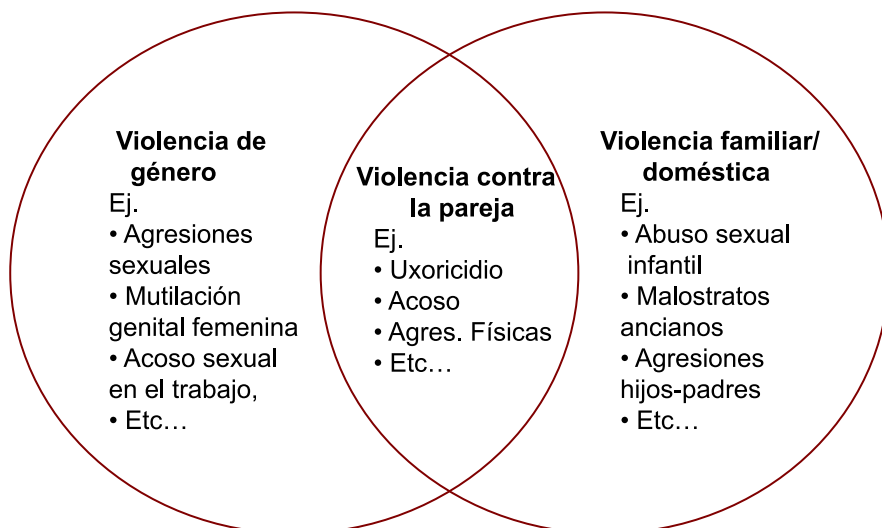 Violencia de
género
Ej.
• Agresiones
sexuales
• Mutilación
genital femenina
• Acoso sexual
en el trabajo,
• Etc…
Violencia contra
la pareja
Ej.
• Uxoricidio
• Acoso
• Agres. Físicas
• Etc…
Violencia familiar/
doméstica
Ej.
• Abuso sexual
infantil
• Malostratos
ancianos
• Agresiones
hijos-padres
• Etc…